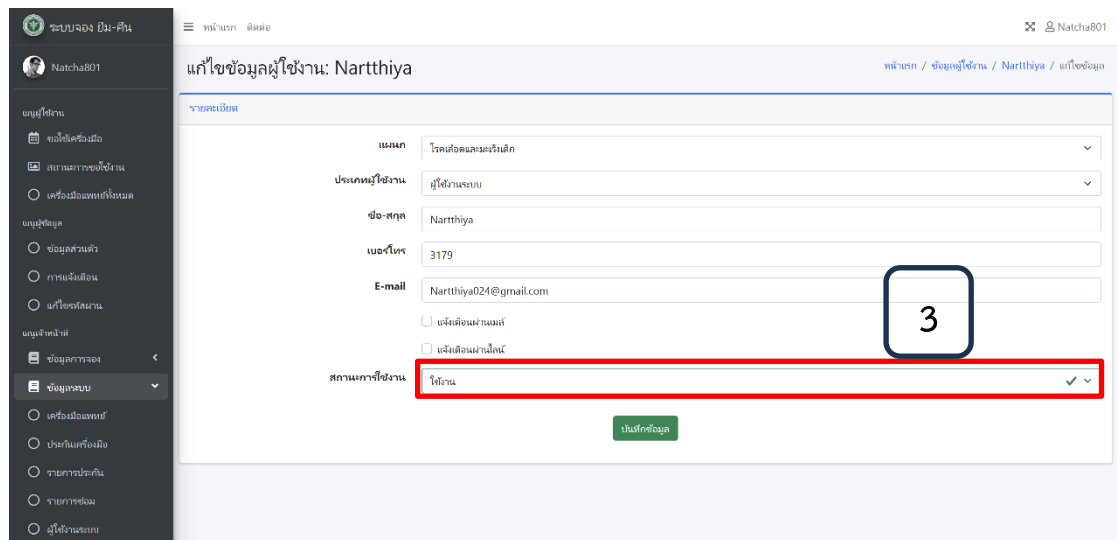 ระบบจอง ยืม-คืน
หน้าแรก ติดต่อ
Natcha801
Natcha801
แก้ไขข้อมูลผู้ใช้งาน: Nartthiya
หน้าแรก / ข้อมูลผู้ใช้งาน / Nartthiya / แก้ไขข้อมูล
เมนูผู้ใช้งาน
ขอใช้เครื่องมือ
สถานะการขอใช้งาน
เครื่องมือแพทย์ทั้งหมด
เมนูผู้ข้อมูล
ข้อมูลส่วนตัว
การแจ้งเตือน
แก้ไขรหัสผ่าน
เมนูเจ้าหน้าที่
ข้อมูลการจอง
ข้อมูลระบบ
เครื่องมือแพทย์
ประกันเครื่องมือ
รายการประกัน
รายการซ่อม
ผู้ใช้งานระบบ
รายละเอียด
แผนก โรคเลือดและมะเร็งเด็ก
ประเภทผู้ใช้งาน ผู้ใช้งานระบบ
ชื่อ-สกุล Nartthiya
เบอร์โทร 3179
E-mail Nartthiya024@gmail.com
แจ้งเตือนผ่านเมล์
แจ้งเตือนผ่านไลน์
3
สถานะการใช้งาน ใช้งาน
บันทึกข้อมูล